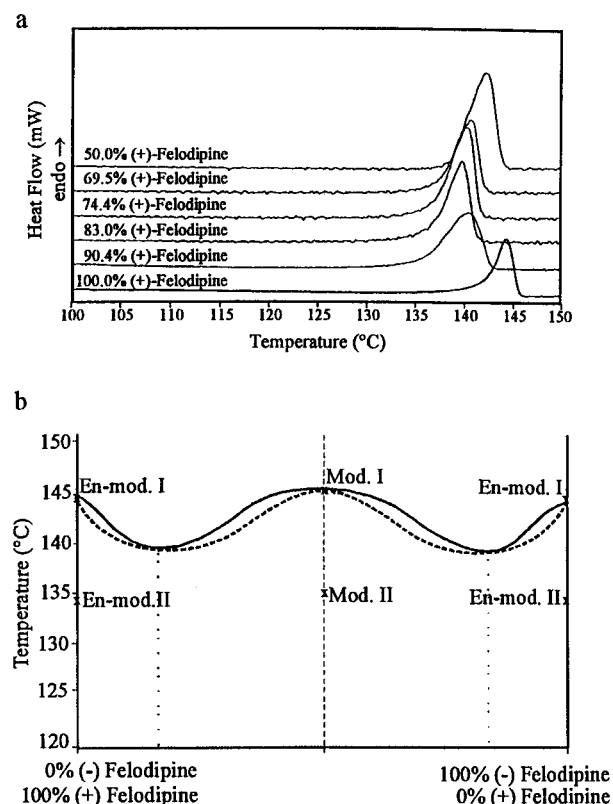 a
Heat Flow (mW)
endo →
50.0% (+)-Felodipine
69.5% (+)-Felodipine
74.4% (+)-Felodipine
83.0% (+)-Felodipine
90.4% (+)-Felodipine
100.0% (+)-Felodipine
100 105 110 115 120 125 130 135 140 145 150
Temperature (°C)
b
Temperature (°C)
150
145
140
135
130
125
120
En-mod. I
Mod. I
En-mod. I
En-mod.II
Mod. II
En-mod. II
0% (-) Felodipine
100% (+) Felodipine
100% (-) Felodipine
0% (+) Felodipine